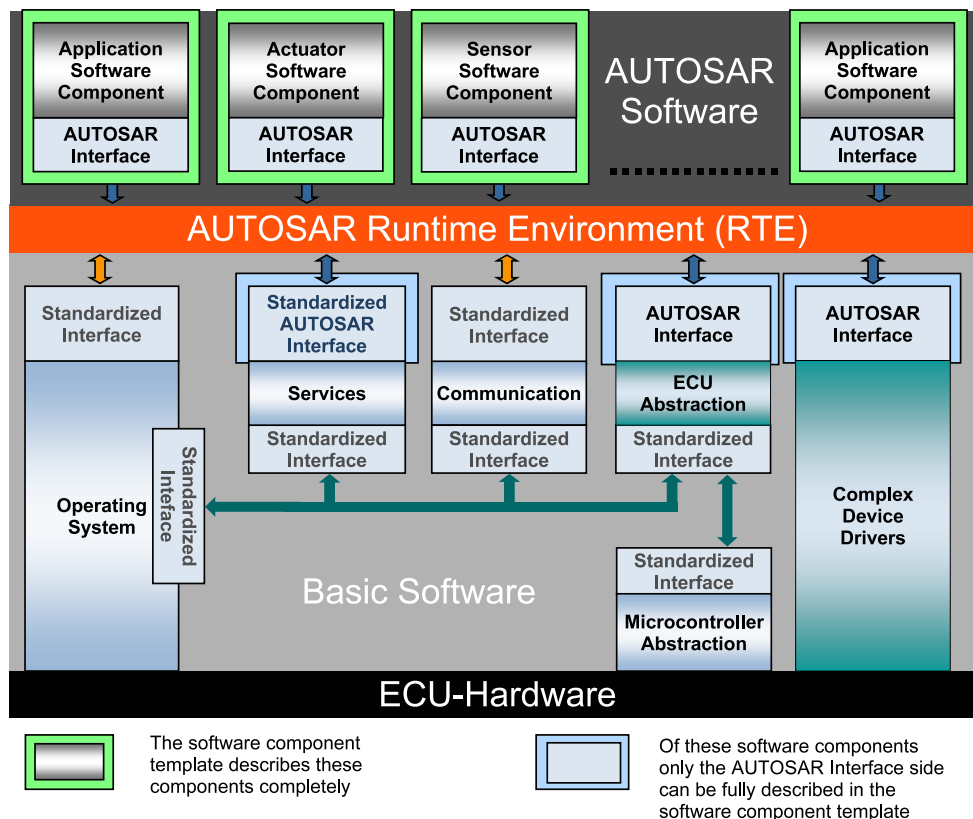 Application
Software
Component
AUTOSAR
Interface
Actuator
Software
Component
AUTOSAR
Interface
Sensor
Software
Component
AUTOSAR
Interface
AUTOSAR
Software
Application
Software
Component
AUTOSAR
Interface
AUTOSAR Runtime Environment (RTE)
Standardized
Interface
Operating
System
Standardized
Inteface
Standardized
AUTOSAR
Interface
Services
Standardized
Interface
Standardized
Interface
Communication
Standardized
Interface
AUTOSAR
Interface
ECU
Abstraction
Standardized
Interface
Standardized
Interface
Microcontroller
Abstraction
AUTOSAR
Interface
Complex
Device
Drivers
Basic Software
ECU-Hardware
The software component
template describes these
components completely
Of these software components
only the AUTOSAR Interface side
can be fully described in the
software component template